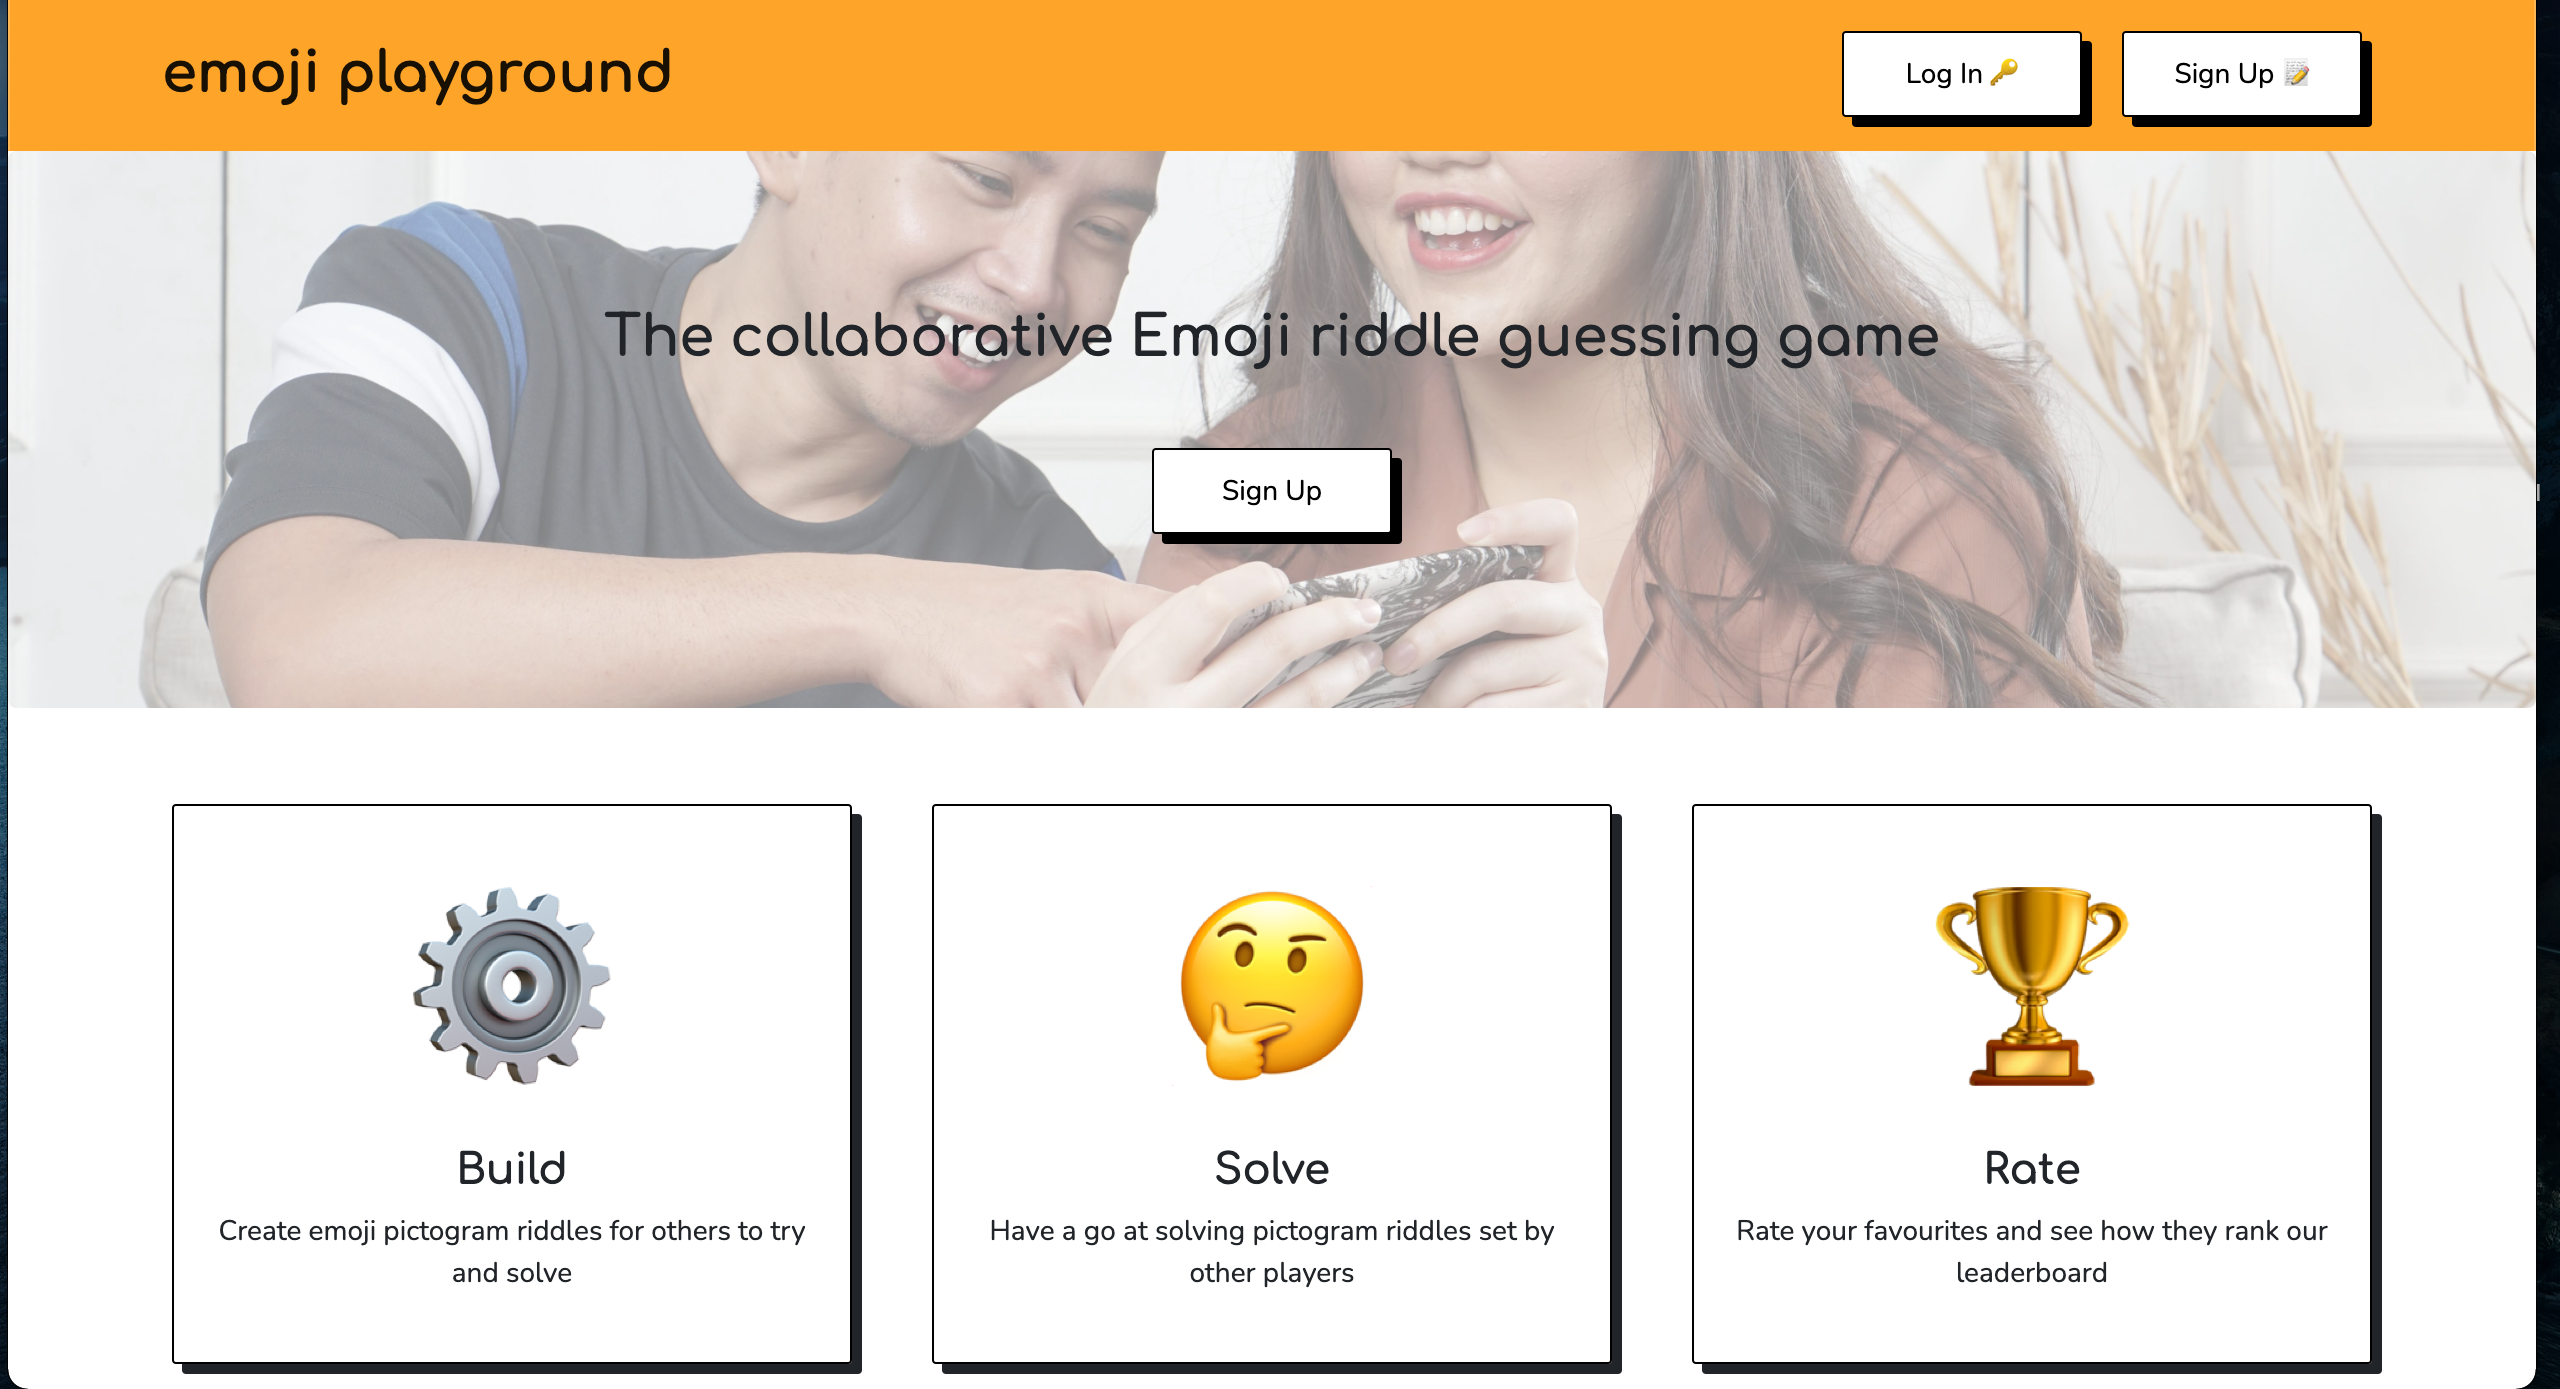 emoji playground
Log In 🔑
Sign Up 📝
The collaborative Emoji riddle guessing game
Sign Up
Build
Create emoji pictogram riddles for others to try
and solve
Solve
Have a go at solving pictogram riddles set by
other players
Rate
Rate your favourites and see how they rank our
leaderboard